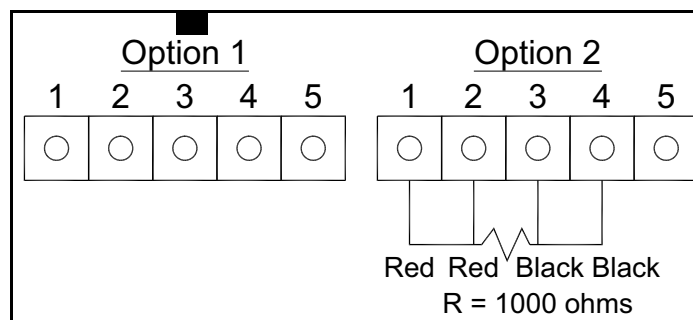 Option 1
1 2 3 4 5
Option 2
1 2 3 4 5
Red Red Black Black
R = 1000 ohms